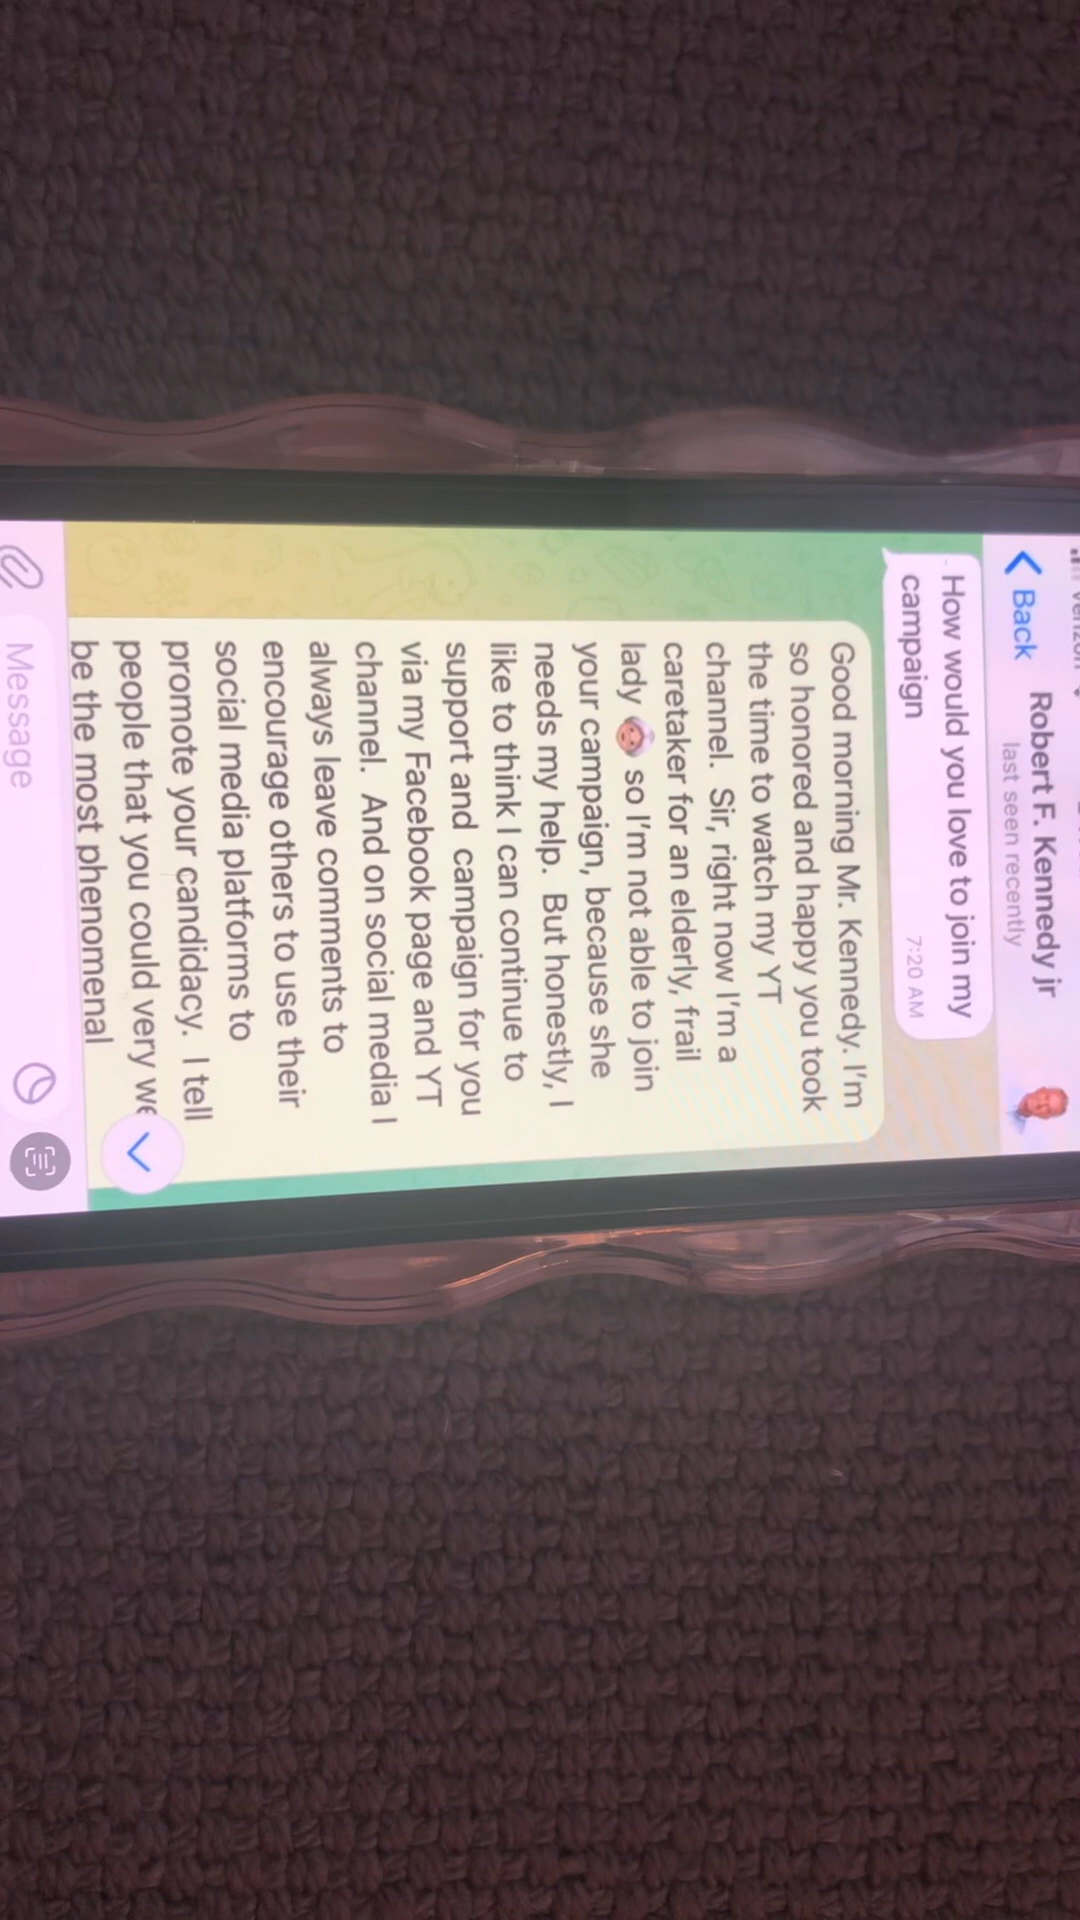 Back
Robert F. Kennedy jr
last seen recently
How would you love to join my
campaign
7:20 AM
Good morning Mr. Kennedy. I'm
so honored and happy you took
the time to watch my YT
channel. Sir, right now I'm a
caretaker for an elderly, frail
lady 👵🏻 so I'm not able to join
your campaign, because she
needs my help. But honestly, I
like to think I can continue to
support and campaign for you
via my Facebook page and YT
channel. And on social media I
always leave comments to
encourage others to use their
social media platforms to
promote your candidacy. I tell
people that you could very we
be the most phenomenal
Message